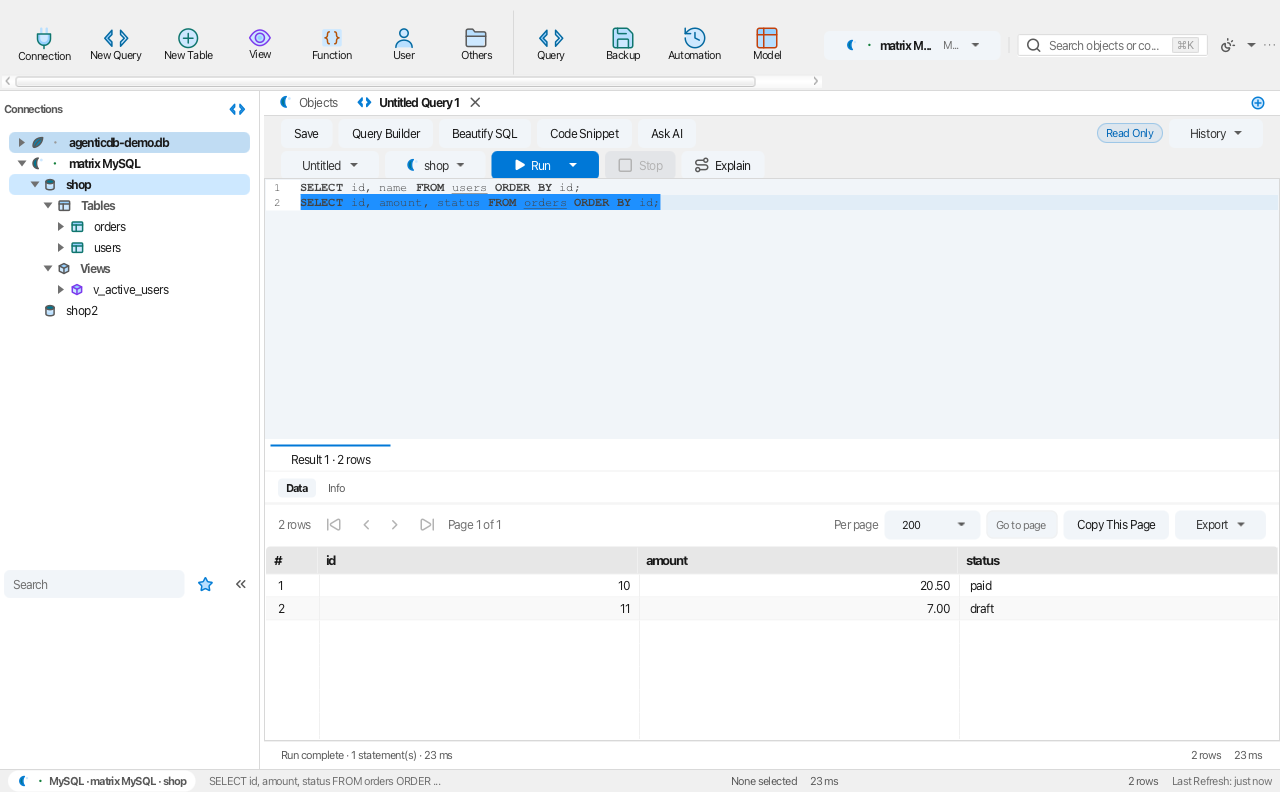 Connection
New Query
New Table
View
Function
User
Others
Query
Backup
Automation
Model
matrix M...
M...
Search objects or co...
⌘K
Connections
agenticdb-demo.db
matrix MySQL
shop
Tables
orders
users
Views
v_active_users
shop2
Search
Objects
Untitled Query 1
Save
Query Builder
Beautify SQL
Code Snippet
Ask AI
Read Only
History
Untitled
shop
Run
Stop
Explain
1 SELECT id, name FROM users ORDER BY id;
2 SELECT id, amount, status FROM orders ORDER BY id;
Result 1 · 2 rows
Data
Info
2 rows
Page 1 of 1
Per page
200
Go to page
Copy This Page
Export
# id amount status
1 10 20.50 paid
2 11 7.00 draft
Run complete · 1 statement(s) · 23 ms
2 rows
23 ms
MySQL · matrix MySQL · shop
SELECT id, amount, status FROM orders ORDER ...
None selected
23 ms
2 rows
Last Refresh: just now